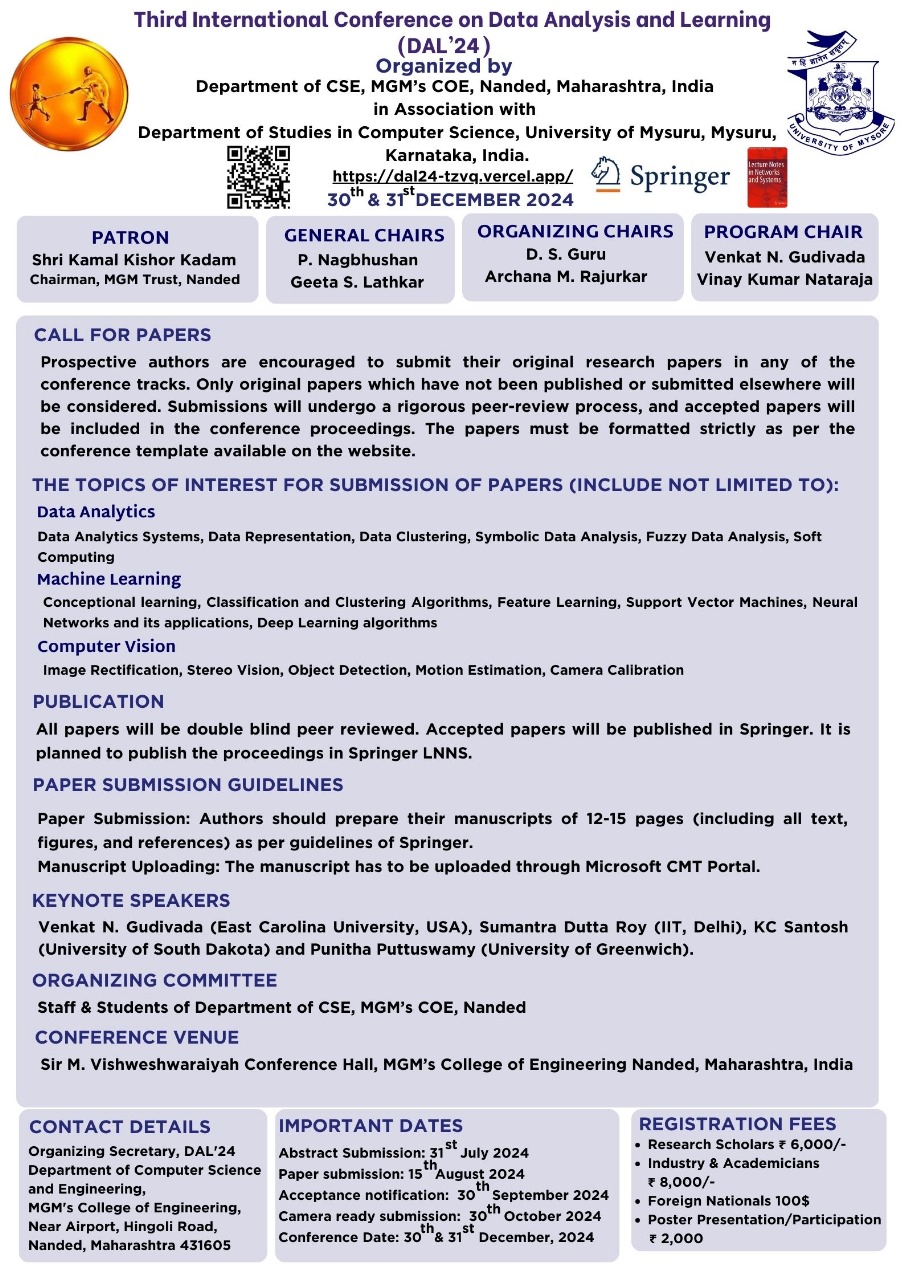 Third International Conference on Data Analysis and Learning
(DAL'24)
Organized by
Department of CSE, MGM's COE, Nanded, Maharashtra, India
in Association with
Department of Studies in Computer Science, University of Mysuru, Mysuru,
Karnataka, India.
https://dal24-tzvq.vercel.app/
30th & 31st DECEMBER 2024
Springer
Lecture Notes
in Networks
and Systems
UNIVERSITY OF MYSORE
PATRON
Shri Kamal Kishor Kadam
Chairman, MGM Trust, Nanded
GENERAL CHAIRS
P. Nagbhushan
Geeta S. Lathkar
ORGANIZING CHAIRS
D. S. Guru
Archana M. Rajurkar
PROGRAM CHAIR
Venkat N. Gudivada
Vinay Kumar Nataraja
CALL FOR PAPERS
Prospective authors are encouraged to submit their original research papers in any of the
conference tracks. Only original papers which have not been published or submitted elsewhere will
be considered. Submissions will undergo a rigorous peer-review process, and accepted papers will
be included in the conference proceedings. The papers must be formatted strictly as per the
conference template available on the website.
THE TOPICS OF INTEREST FOR SUBMISSION OF PAPERS (INCLUDE NOT LIMITED TO):
Data Analytics
Data Analytics Systems, Data Representation, Data Clustering, Symbolic Data Analysis, Fuzzy Data Analysis, Soft
Computing
Machine Learning
Conceptional learning, Classification and Clustering Algorithms, Feature Learning, Support Vector Machines, Neural
Networks and its applications, Deep Learning algorithms
Computer Vision
Image Rectification, Stereo Vision, Object Detection, Motion Estimation, Camera Calibration
PUBLICATION
All papers will be double blind peer reviewed. Accepted papers will be published in Springer. It is
planned to publish the proceedings in Springer LNNS.
PAPER SUBMISSION GUIDELINES
Paper Submission: Authors should prepare their manuscripts of 12-15 pages (including all text,
figures, and references) as per guidelines of Springer.
Manuscript Uploading: The manuscript has to be uploaded through Microsoft CMT Portal.
KEYNOTE SPEAKERS
Venkat N. Gudivada (East Carolina University, USA), Sumantra Dutta Roy (IIT, Delhi), KC Santosh
(University of South Dakota) and Punitha Puttuswamy (University of Greenwich).
ORGANIZING COMMITTEE
Staff & Students of Department of CSE, MGM's COE, Nanded
CONFERENCE VENUE
Sir M. Vishweshwaraiyah Conference Hall, MGM's College of Engineering Nanded, Maharashtra, India
CONTACT DETAILS
Organizing Secretary, DAL'24
Department of Computer Science
and Engineering,
MGM's College of Engineering,
Near Airport, Hingoli Road,
Nanded, Maharashtra 431605
IMPORTANT DATES
Abstract Submission: 31st July 2024
Paper submission: 15th August 2024
Acceptance notification: 30th September 2024
Camera ready submission: 30th October 2024
Conference Date: 30th & 31st December, 2024
REGISTRATION FEES
• Research Scholars ₹ 6,000/-
• Industry & Academicians
₹ 8,000/-
• Foreign Nationals 100$
• Poster Presentation/Participation
₹ 2,000